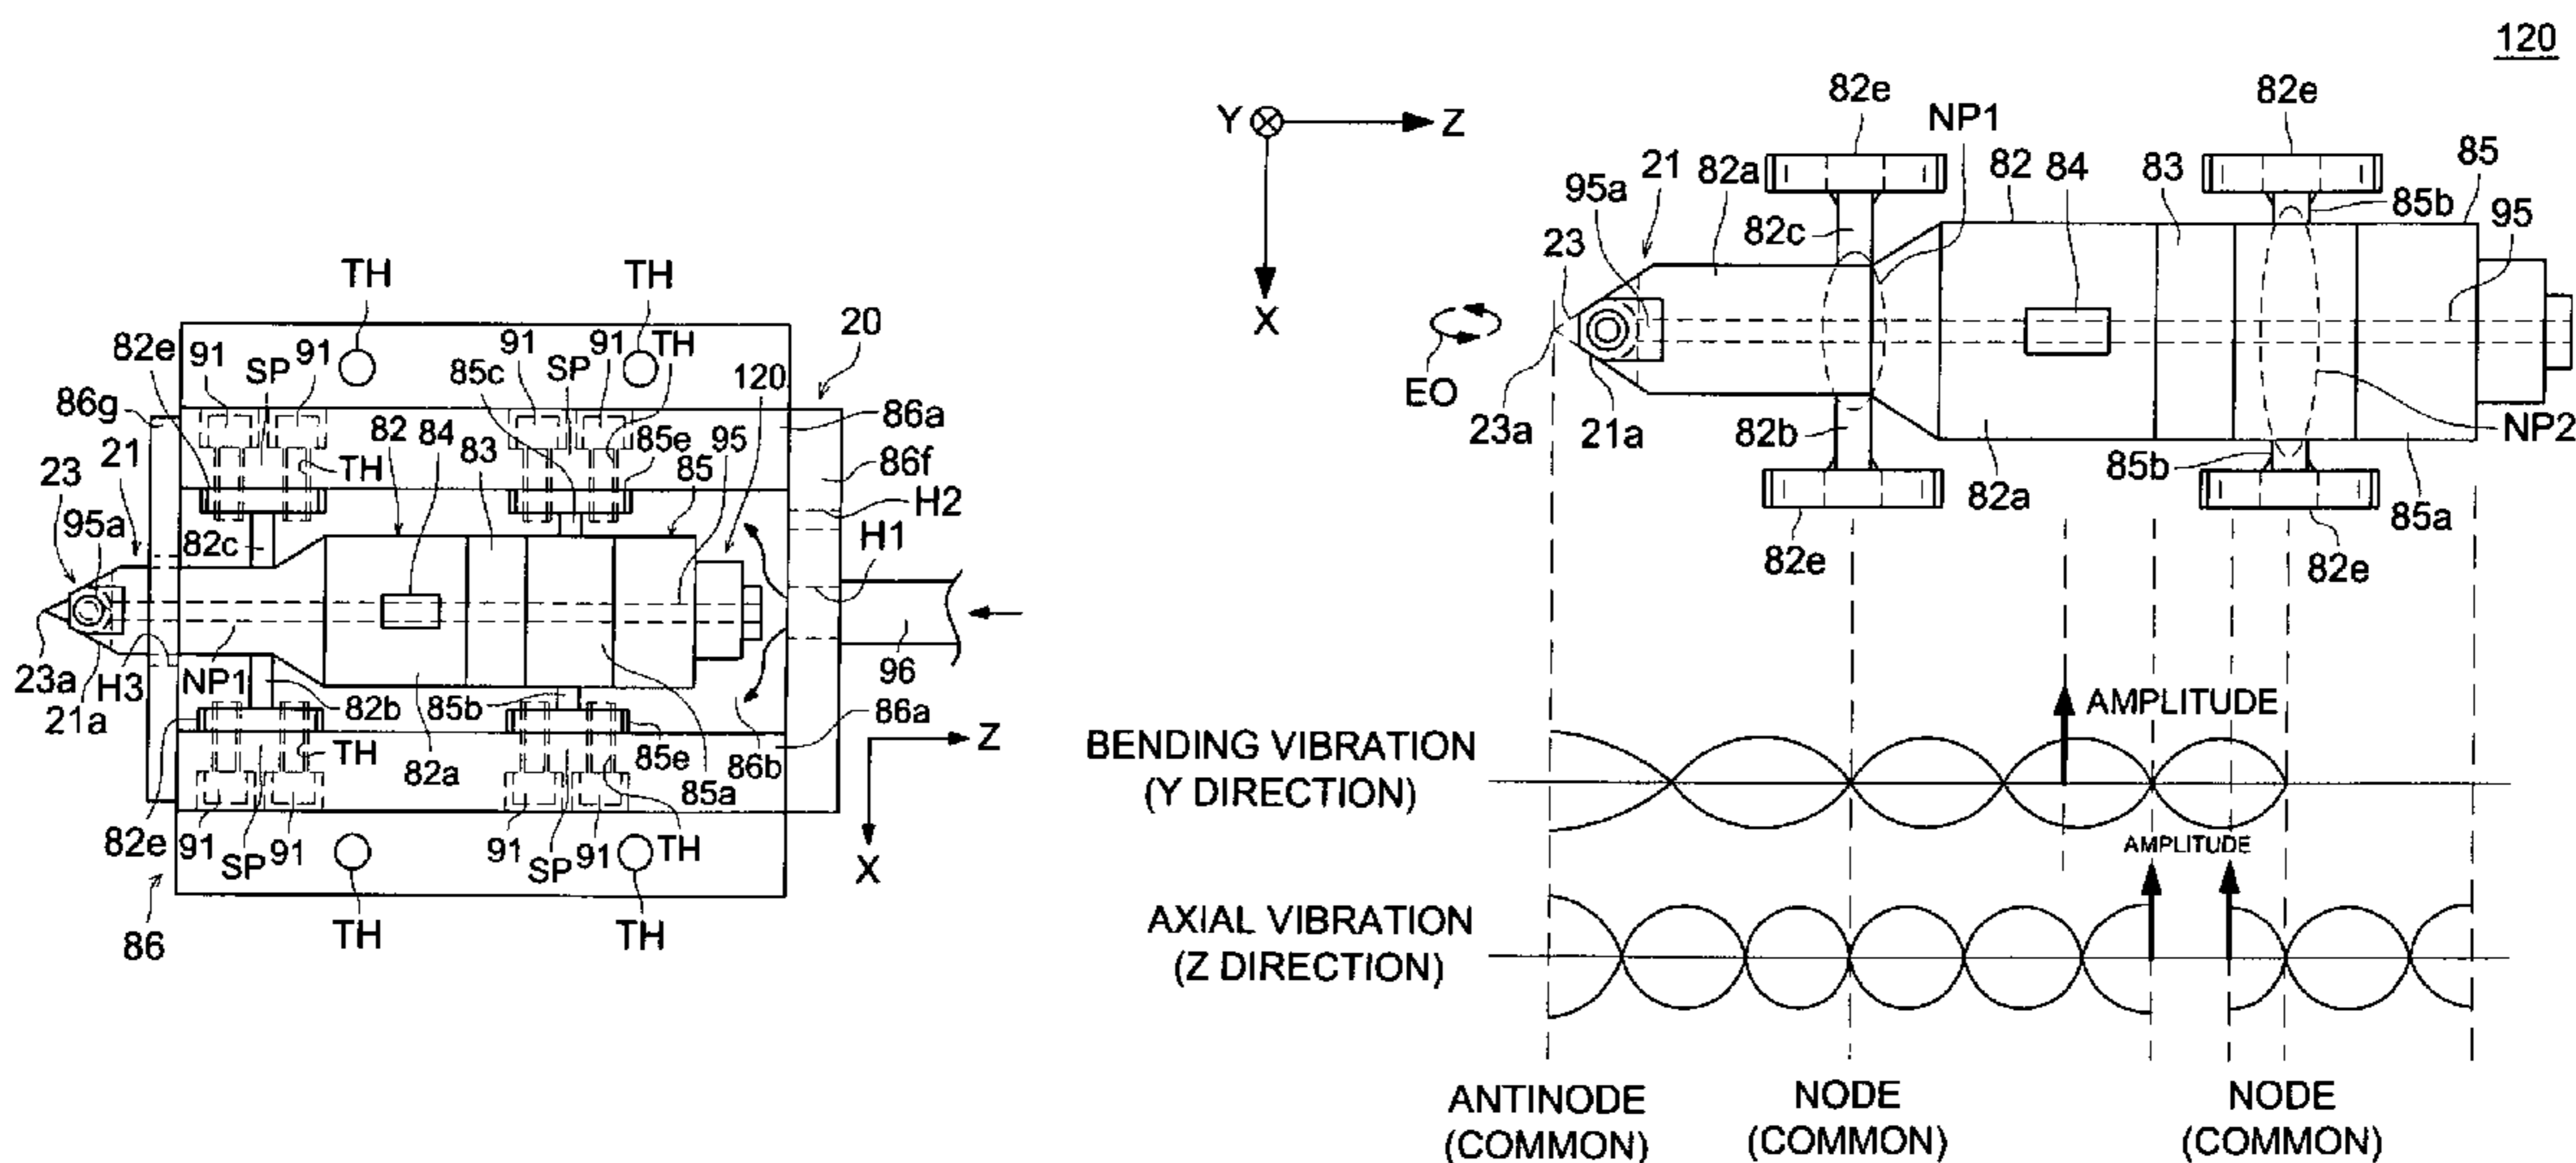 120
82e
82e
NP1
Y
Z
X
21
82a
82
84
83
85
95a
85b
95
23
82c
EO
23a
21a
82b
82a
85b
NP2
85a
82e
82e
TH
TH
20
82e
91
SP
91
91
SP
91
TH
120
85c
86g
86a
21
82
84
83
85e
85
95
86f
TH
H2
23
95a
82c
H1
23a
H3
NP1
21a
82b
85b
96
86a
TH
82a
85e
85a
86b
Z
X
82e
91
SP
91
91
SP
91
TH
86
TH
TH
AMPLITUDE
BENDING VIBRATION
(Y DIRECTION)
AMPLITUDE
AXIAL VIBRATION
(Z DIRECTION)
ANTINODE
(COMMON)
NODE
(COMMON)
NODE
(COMMON)